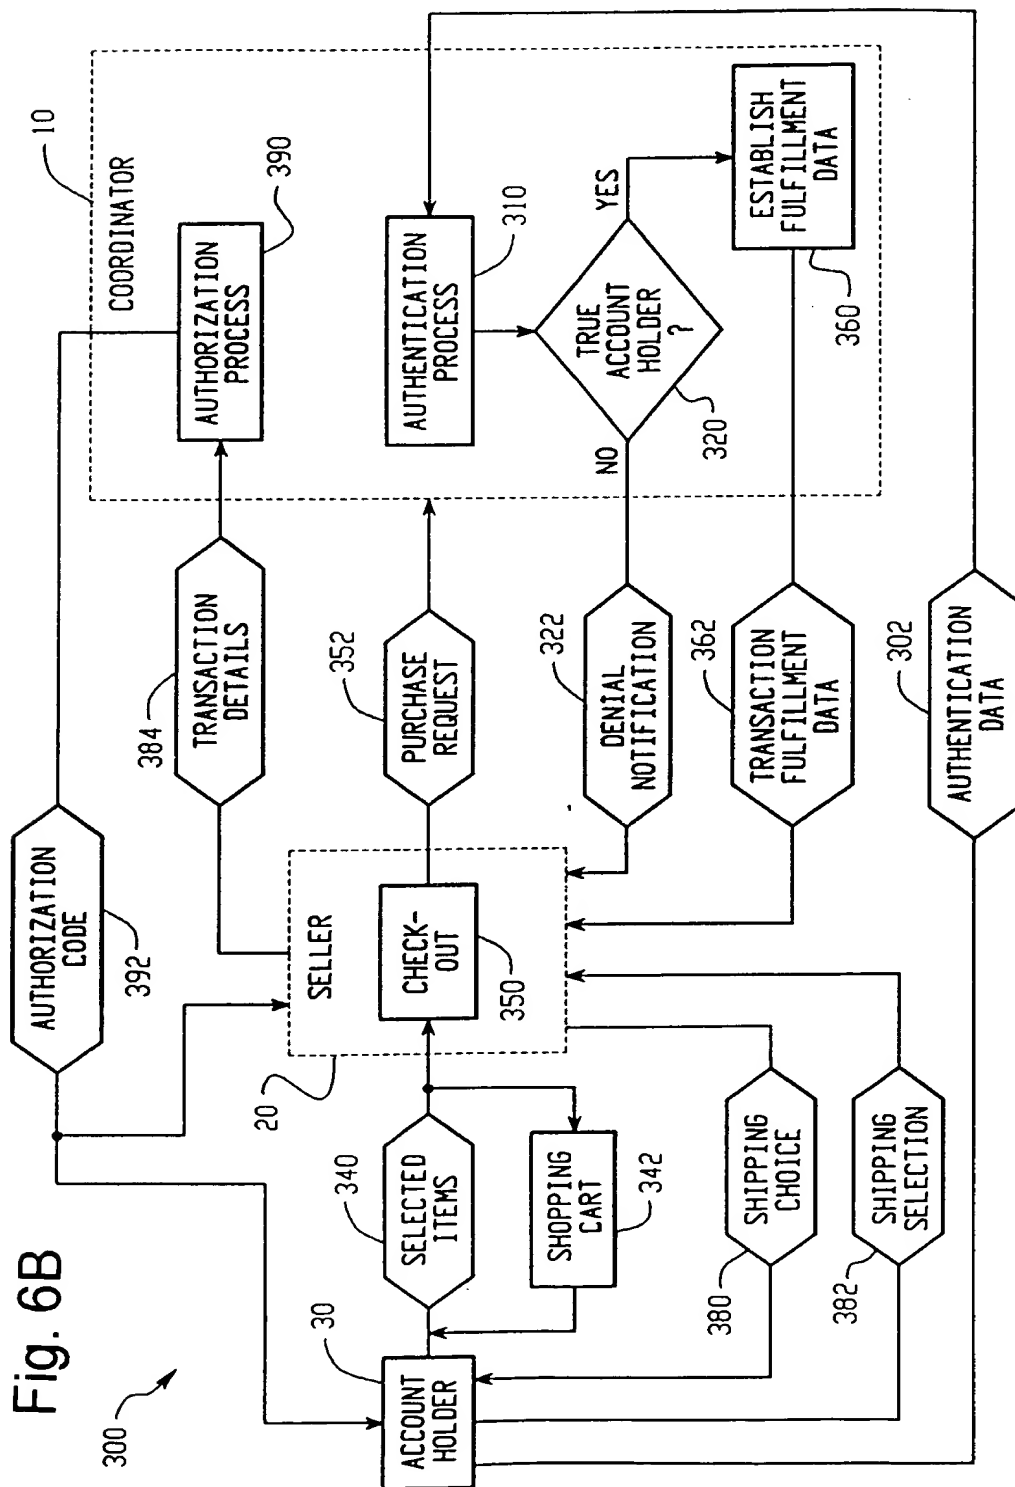 Fig. 6B
300
AUTHORIZATION
CODE
392
10
COORDINATOR
AUTHORIZATION
PROCESS
390
384
TRANSACTION
DETAILS
SELLER
20
CHECK-
OUT
350
352
PURCHASE
REQUEST
AUTHENTICATION
PROCESS
310
30
ACCOUNT
HOLDER
340
SELECTED
ITEMS
SHOPPING
CART
342
322
DENIAL
NOTIFICATION
NO
TRUE
ACCOUNT
HOLDER
?
320
YES
380
SHIPPING
CHOICE
362
TRANSACTION
FULFILLMENT
DATA
ESTABLISH
FULFILLMENT
DATA
360
382
SHIPPING
SELECTION
302
AUTHENTICATION
DATA